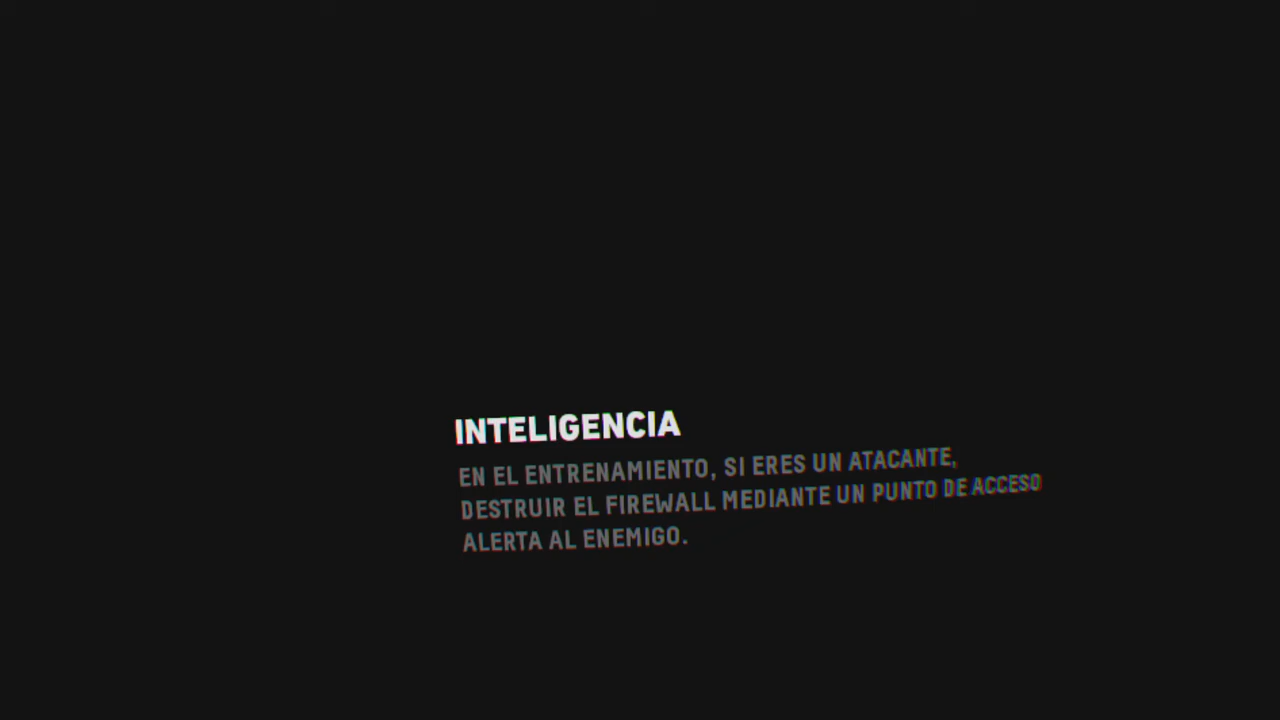 INTELIGENCIA
EN EL ENTRENAMIENTO, SI ERES UN ATACANTE,
DESTRUIR EL FIREWALL MEDIANTE UN PUNTO DE ACCESO
ALERTA AL ENEMIGO.